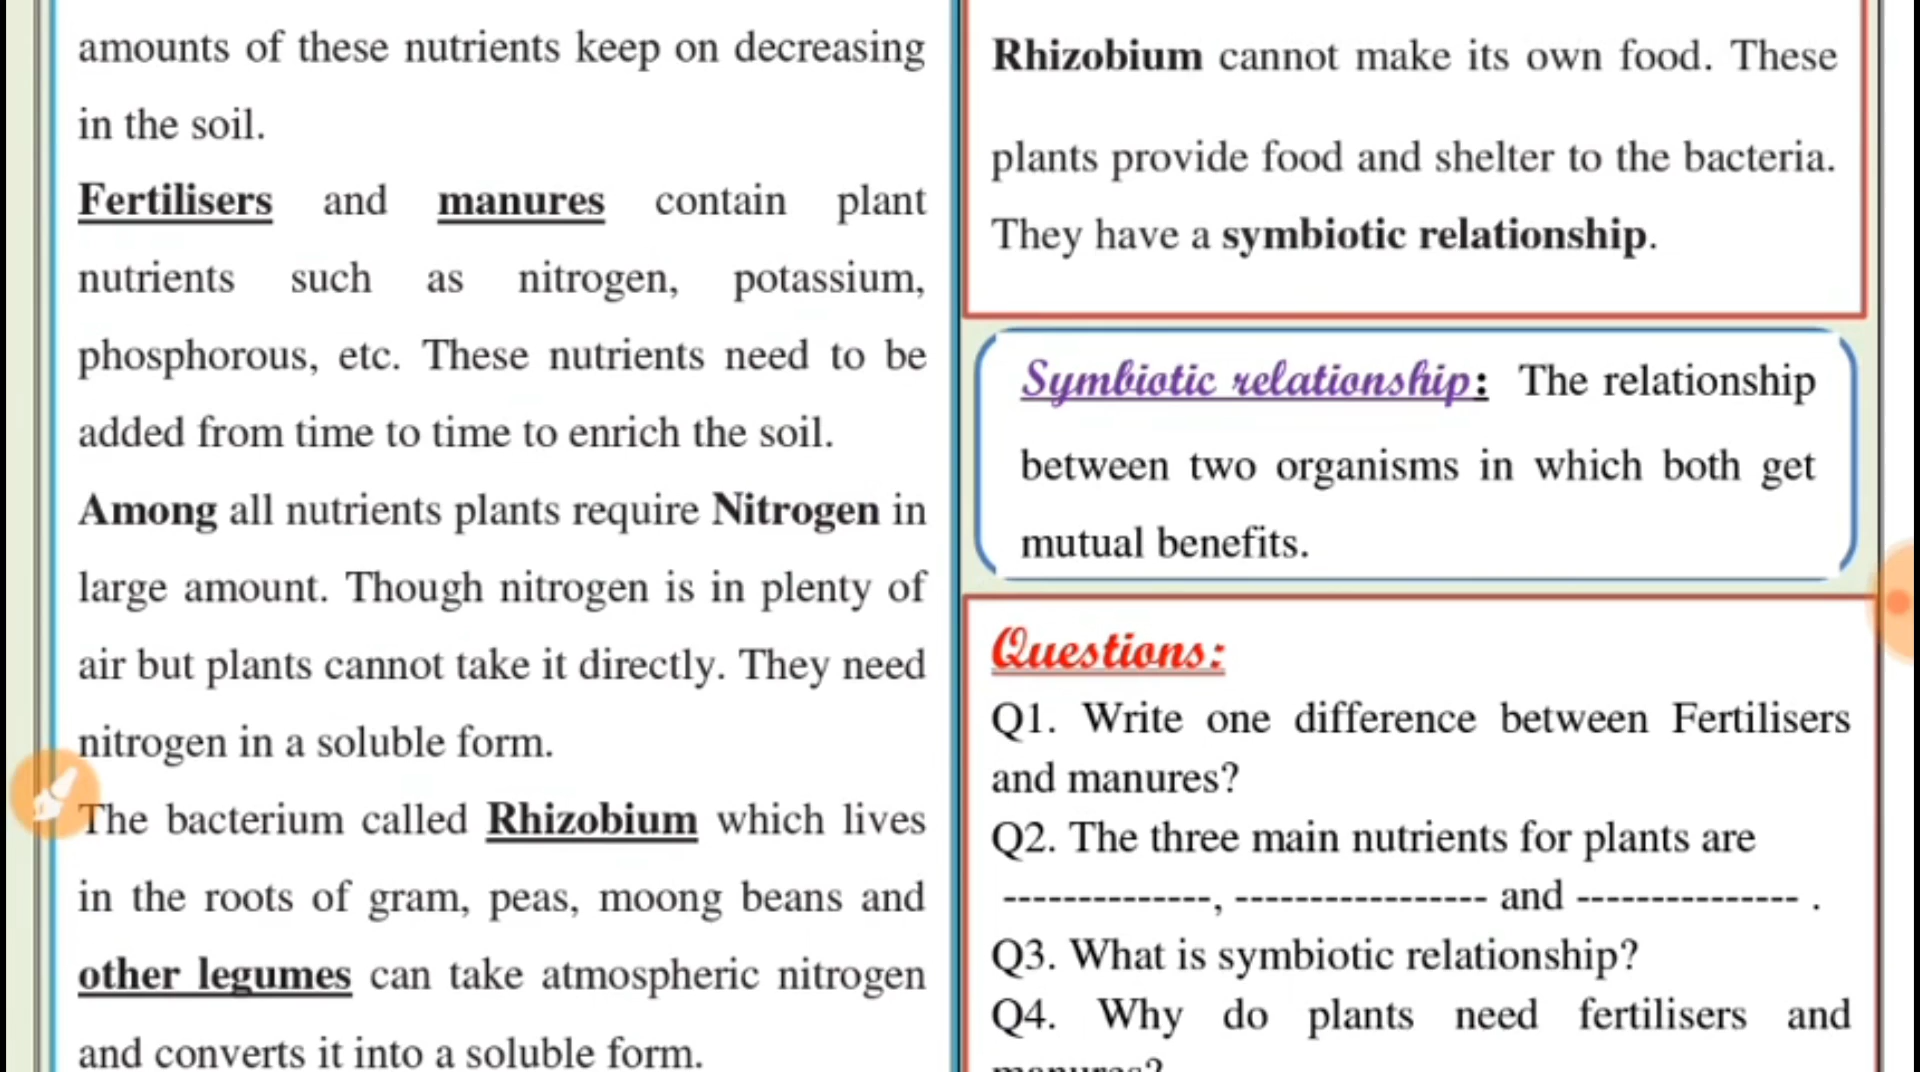 amounts of these nutrients keep on decreasing
in the soil.
Fertilisers and manures contain plant
nutrients such as nitrogen, potassium,
phosphorous, etc. These nutrients need to be
added from time to time to enrich the soil.
Among all nutrients plants require Nitrogen in
large amount. Though nitrogen is in plenty of
air but plants cannot take it directly. They need
nitrogen in a soluble form.
The bacterium called Rhizobium which lives
in the roots of gram, peas, moong beans and
other legumes can take atmospheric nitrogen
and converts it into a soluble form.
Rhizobium cannot make its own food. These
plants provide food and shelter to the bacteria.
They have a symbiotic relationship.
Symbiotic relationship: The relationship
between two organisms in which both get
mutual benefits.
Questions:
Q1. Write one difference between Fertilisers
and manures?
Q2. The three main nutrients for plants are
--------------, ----------------- and --------------- .
Q3. What is symbiotic relationship?
Q4. Why do plants need fertilisers and
manures?